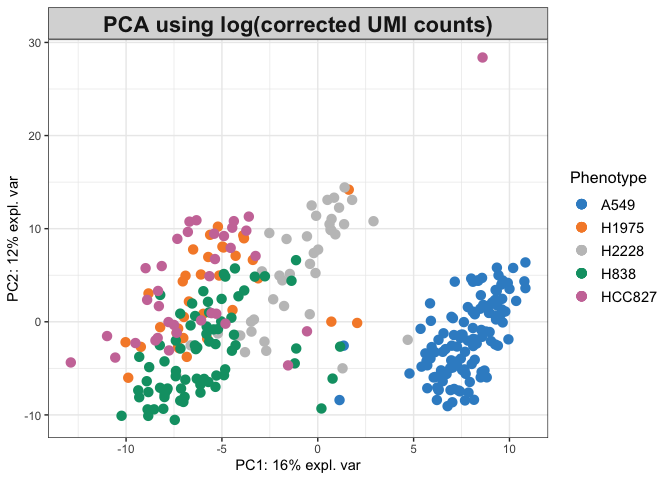 PCA using log(corrected UMI counts)
30
20
10
0
-10
-10
-5
0
5
10
PC1: 16% expl. var
PC2: 12% expl. var
Phenotype
A549
H1975
H2228
H838
HCC827